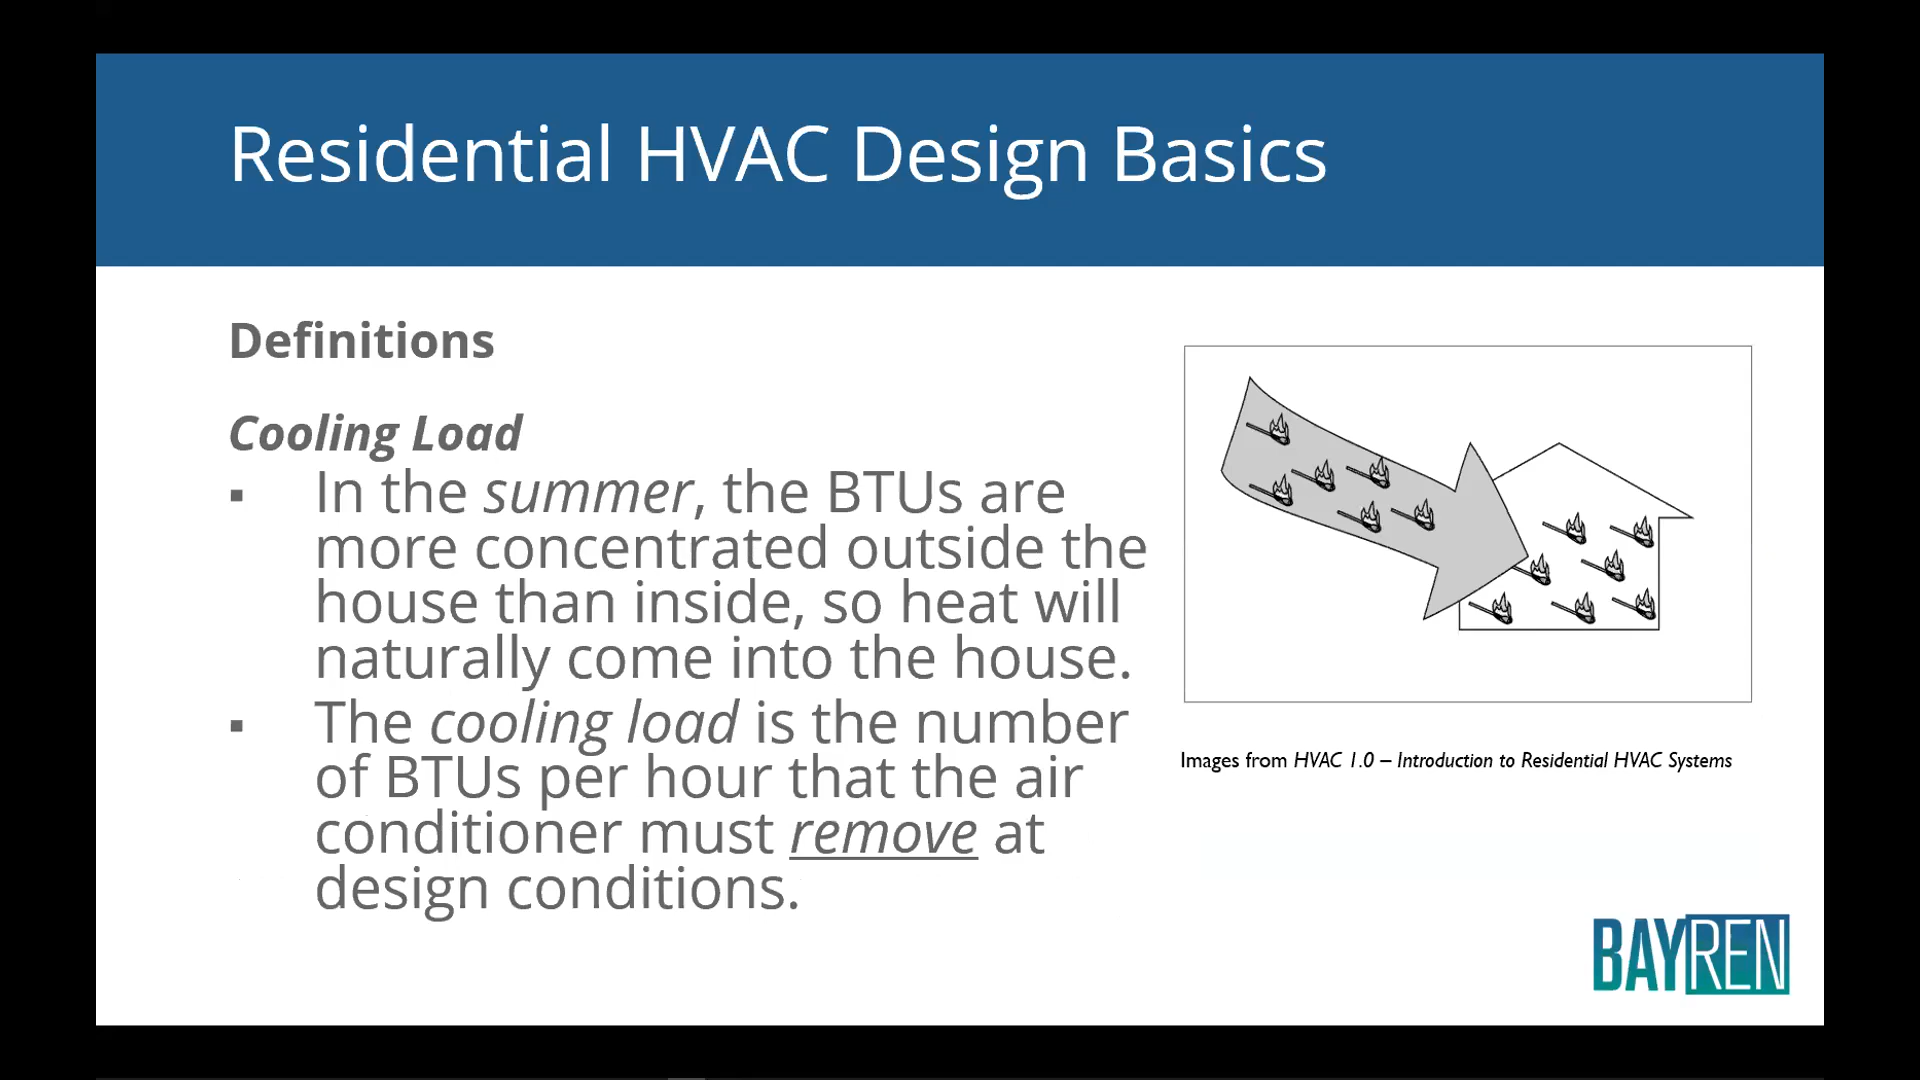 Residential HVAC Design Basics
Definitions
Cooling Load
▪ In the summer, the BTUs are
more concentrated outside the
house than inside, so heat will
naturally come into the house.
▪ The cooling load is the number
of BTUs per hour that the air
conditioner must remove at
design conditions.
Images from HVAC 1.0 – Introduction to Residential HVAC Systems
BAYREN